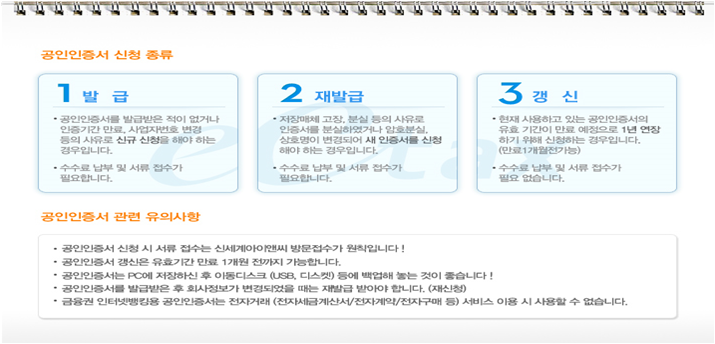 공인인증서 신청 종류
1 발 급
• 공인인증서를 발급받은 적이 없거나
인증기간 만료, 사업자번호 변경
등의 사유로 신규 신청을 해야 하는
경우입니다.
• 수수료 납부 및 서류 접수가
필요합니다.
2 재발급
• 저장매체 고장, 분실 등의 사유로
인증서를 분실하였거나 암호분실,
상호명이 변경되어 새 인증서를 신청
해야 하는 경우입니다.
• 수수료 납부 및 서류 접수가
필요합니다.
3 갱 신
• 현재 사용하고 있는 공인인증서의
유효 기간이 만료 예정으로 1년 연장
하기 위해 신청하는 경우입니다.
(만료1개월전가능)
• 수수료 납부 및 서류 접수가
필요 없습니다.
공인인증서 관련 유의사항
• 공인인증서 신청 시 서류 접수는 신세계아이앤씨 방문접수가 원칙입니다 !
• 공인인증서 갱신은 유효기간 만료 1개월 전까지 가능합니다.
• 공인인증서는 PC에 저장하신 후 이동디스크 (USB, 디스켓) 등에 백업해 놓는 것이 좋습니다 !
• 공인인증서를 발급받은 후 회사정보가 변경되었을 때는 재발급 받아야 합니다. (재신청)
• 금융권 인터넷뱅킹용 공인인증서는 전자거래 (전자세금계산서/전자계약/전자구매 등) 서비스 이용 시 사용할 수 없습니다.